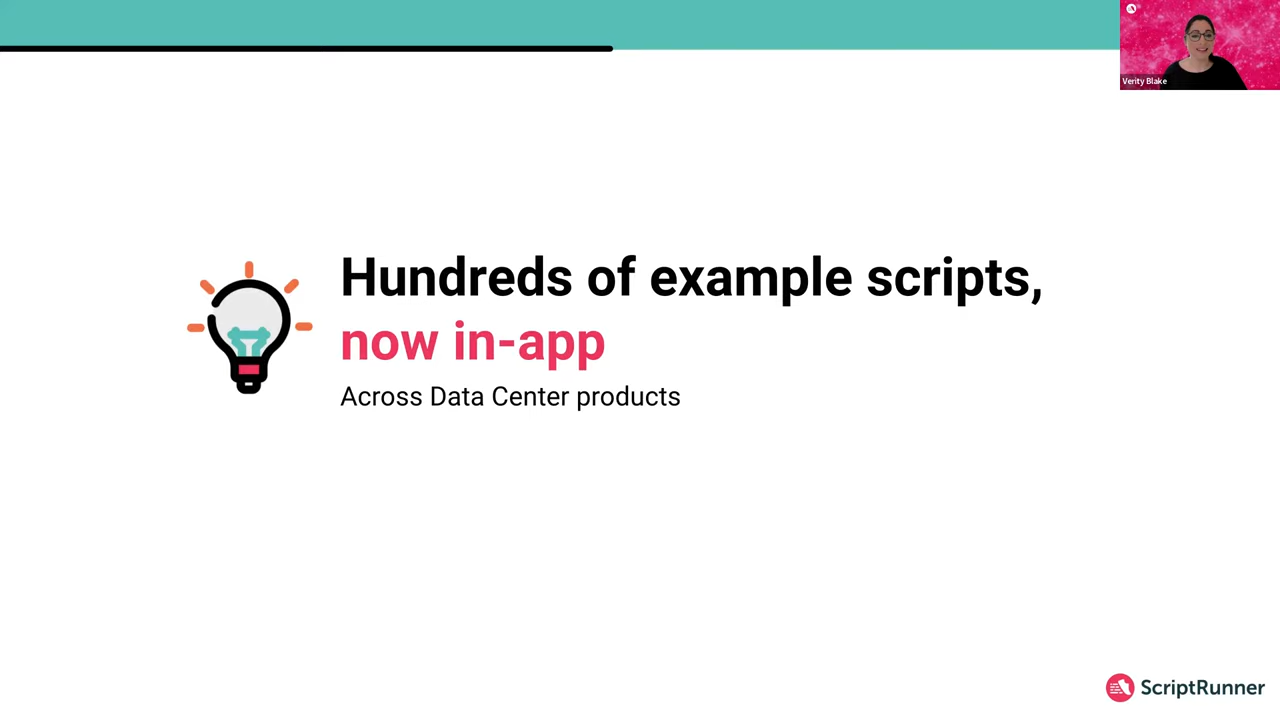 Verity Blake
Hundreds of example scripts,
now in-app
Across Data Center products
ScriptRunner